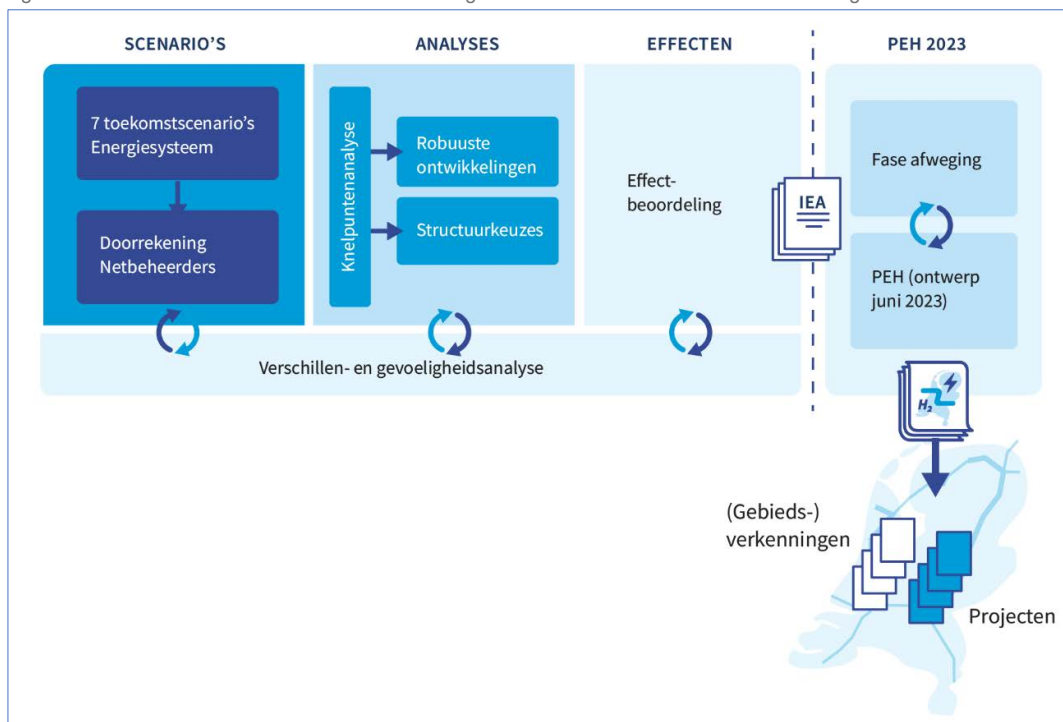 SCENARIO'S
ANALYSES
EFFECTEN
PEH 2023
7 toekomstscenario's
Energiesysteem
Doorrekening
Netbeheerders
Knelpuntenanalyse
Robuuste
ontwikkelingen
Structuurkeuzes
Effect-
beoordeling
IEA
Fase afweging
PEH (ontwerp
juni 2023)
Verschillen- en gevoeligheidsanalyse
H₂
(Gebieds-)
verkenningen
Projecten